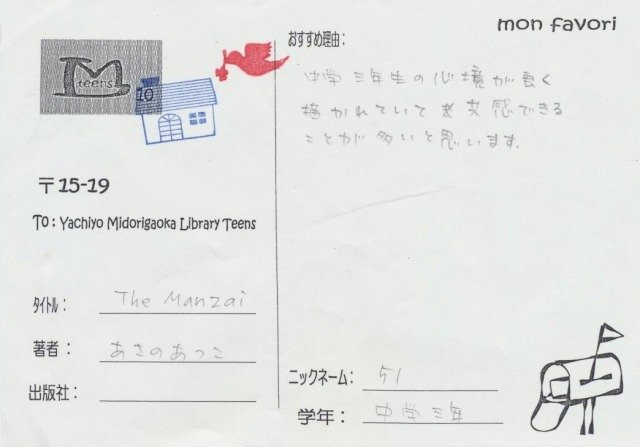 mon favori
M
teens
10
〒15-19
To : Yachiyo Midorigaoka Library Teens
タイトル： The Manzai
著者： あさのあつこ
出版社：
おすすめ理由：
中学三年生の心境が良く
描かれていて共感できる
ことが多いと思います。
ニックネーム： 51
学年： 中学三年